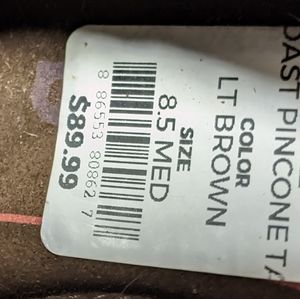 OAST PINCONE TA
COLOR
LT BROWN
SIZE
8.5 MED
8 86553 80862 7
$89.99